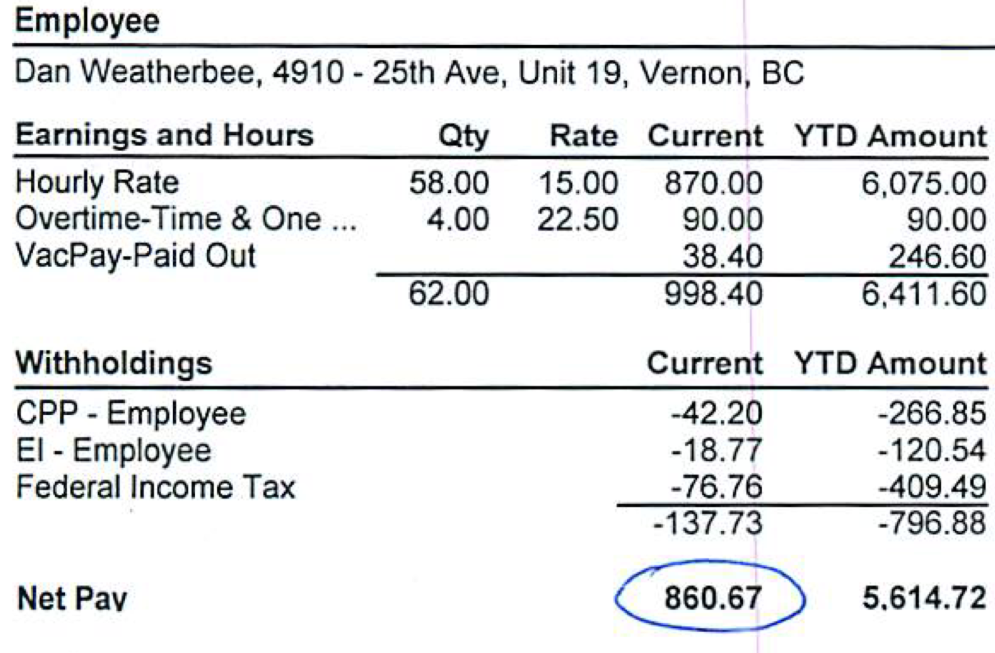 Employee
Dan Weatherbee, 4910 - 25th Ave, Unit 19, Vernon, BC
Earnings and Hours Qty Rate Current YTD Amount
Hourly Rate 58.00 15.00 870.00 6,075.00
Overtime-Time & One ... 4.00 22.50 90.00 90.00
VacPay-Paid Out 38.40 246.60
62.00 998.40 6,411.60
Withholdings Current YTD Amount
CPP - Employee -42.20 -266.85
EI - Employee -18.77 -120.54
Federal Income Tax -76.76 -409.49
-137.73 -796.88
Net Pay 860.67 5,614.72